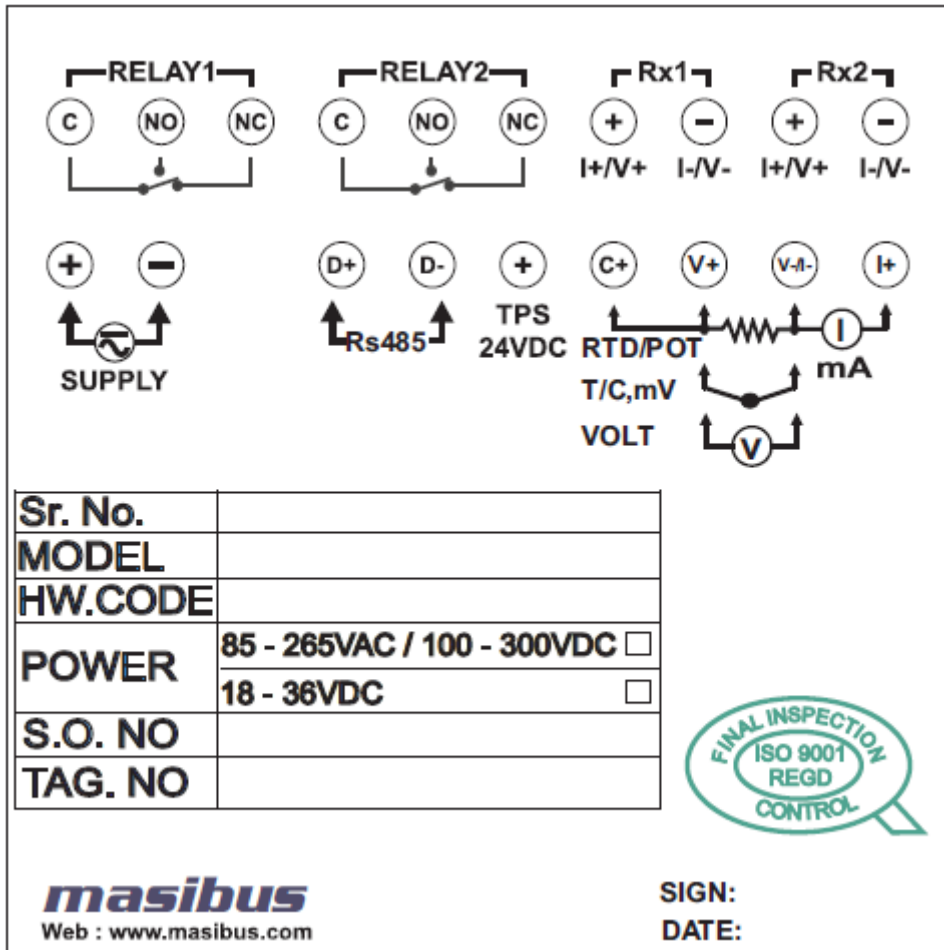 RELAY1 RELAY2 Rx1 Rx2
C NO NC C NO NC + - + -
I+/V+ I-/V- I+/V+ I-/V-
+ - D+ D- + C+ V+ V-/I- I+
SUPPLY Rs485 TPS
24VDC RTD/POT I
mA
T/C,mV
VOLT V
Sr. No.
MODEL
HW.CODE
POWER 85 - 265VAC / 100 - 300VDC
18 - 36VDC
S.O. NO
TAG. NO
FINAL INSPECTION
ISO 9001
REGD
CONTROL
masibus
Web : www.masibus.com
SIGN:
DATE: